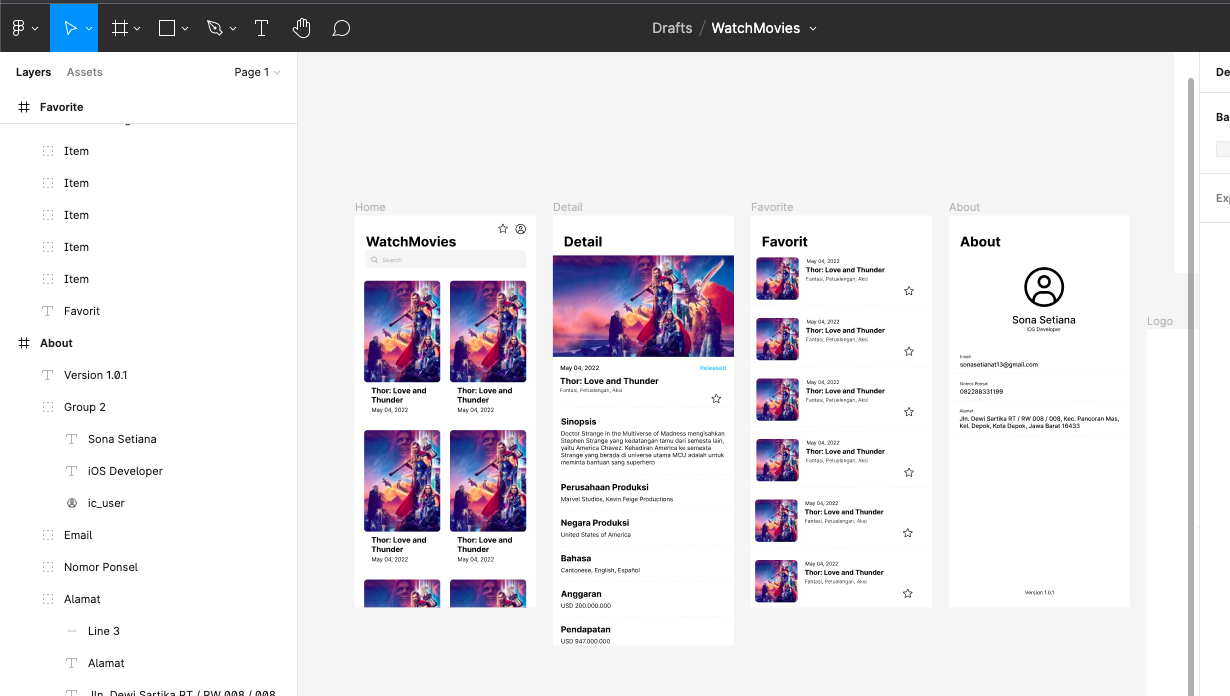 Drafts / WatchMovies
Layers
Assets
Page 1
De
Favorite
Ba
Item
Item
Item
Item
Item
Favorit
About
Version 1.0.1
Group 2
Sona Setiana
iOS Developer
ic_user
Email
Nomor Ponsel
Alamat
Line 3
Alamat
Jln. Dewi Sartika RT / RW 008 / 008
Exp
Home
WatchMovies
Search
Thor: Love and
Thunder
May 04, 2022
Thor: Love and
Thunder
May 04, 2022
Thor: Love and
Thunder
May 04, 2022
Thor: Love and
Thunder
May 04, 2022
Detail
Detail
May 04, 2022
Released
Thor: Love and Thunder
Fantasi, Petualangan, Aksi
Sinopsis
Doctor Strange in the Multiverse of Madness mengisahkan
Stephen Strange yang kedatangan tamu dari semesta lain,
yaitu America Chavez. Kehadiran America ke semesta
Strange yang berada di universe utama MCU adalah untuk
meminta bantuan sang superhero
Perusahaan Produksi
Marvel Studios, Kevin Feige Productions
Negara Produksi
United States of America
Bahasa
Cantonese, English, Español
Anggaran
USD 200.000.000
Pendapatan
USD 947.000.000
Favorite
Favorit
May 04, 2022
Thor: Love and Thunder
Fantasi, Petualangan, Aksi
May 04, 2022
Thor: Love and Thunder
Fantasi, Petualangan, Aksi
May 04, 2022
Thor: Love and Thunder
Fantasi, Petualangan, Aksi
May 04, 2022
Thor: Love and Thunder
Fantasi, Petualangan, Aksi
May 04, 2022
Thor: Love and Thunder
Fantasi, Petualangan, Aksi
May 04, 2022
Thor: Love and Thunder
Fantasi, Petualangan, Aksi
About
About
Sona Setiana
iOS Developer
Email
sonasetianat13@gmail.com
Nomor Ponsel
082298331199
Alamat
Jln. Dewi Sartika RT / RW 008 / 008, Kec. Pancoran Mas,
Kel. Depok, Kota Depok, Jawa Barat 16433
Version 1.0.1
Logo